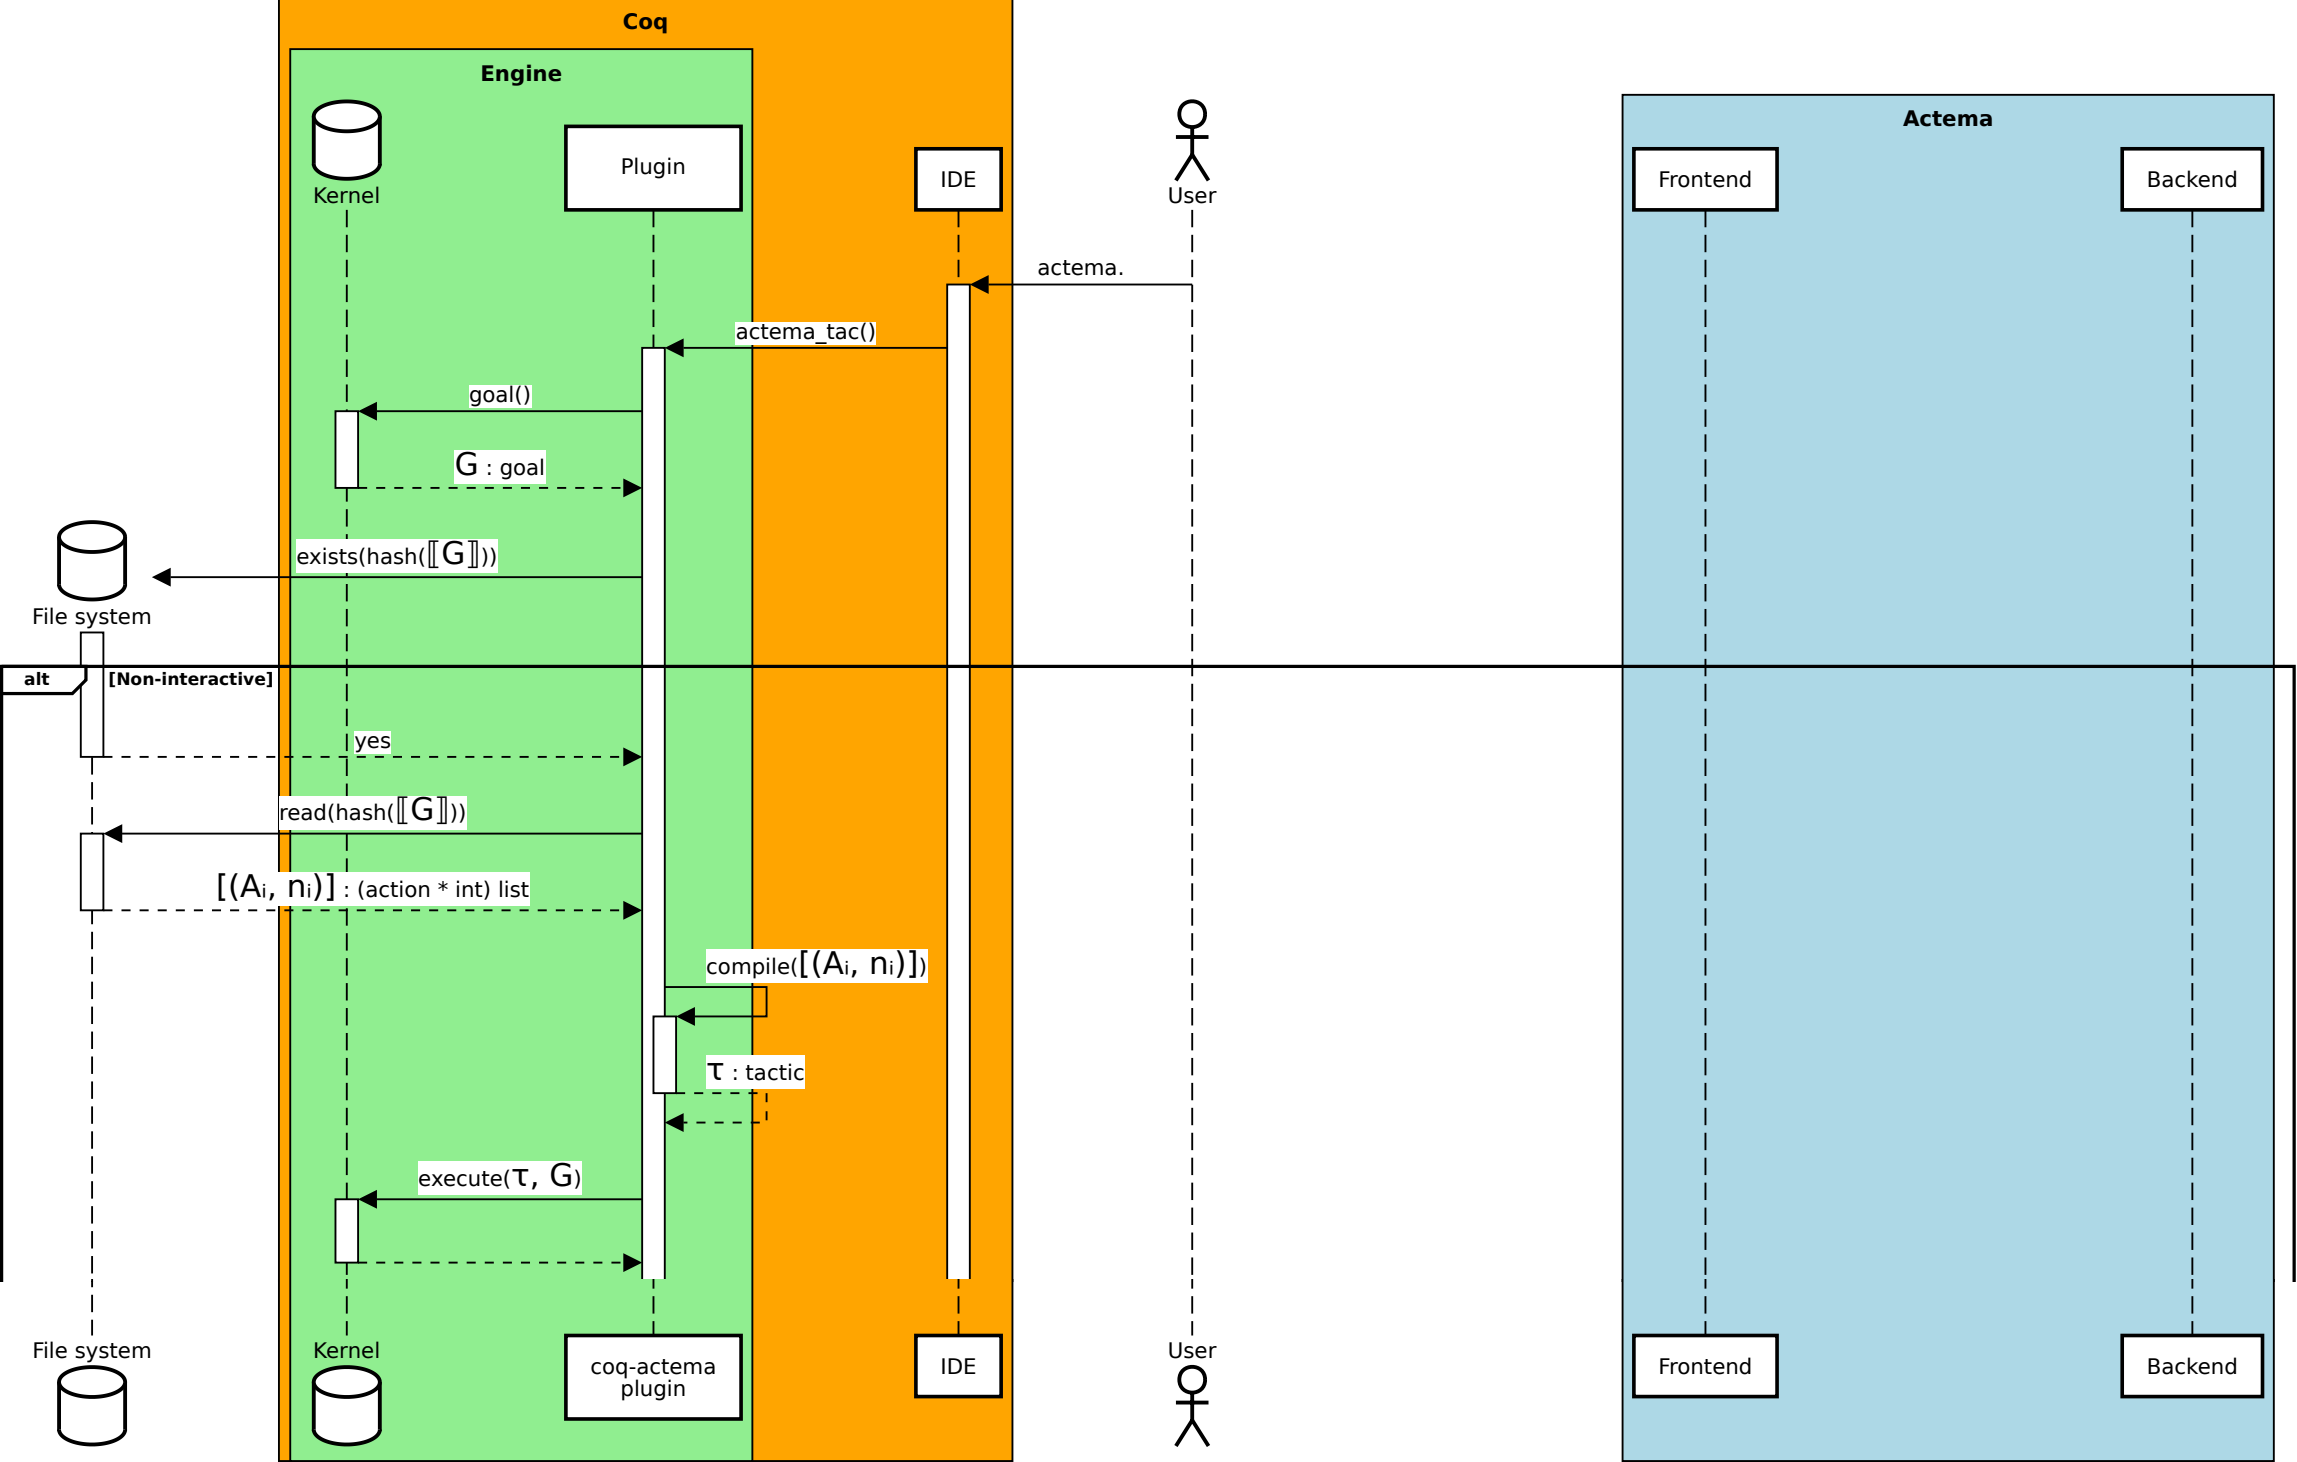 Coq
Engine
Actema
Kernel
Plugin
IDE
User
Frontend
Backend
actema.
actema_tac()
goal()
G : goal
exists(hash(⟦G⟧))
File system
alt
[Non-interactive]
yes
read(hash(⟦G⟧))
[(Aᵢ, nᵢ)] : (action * int) list
compile([(Aᵢ, nᵢ)])
τ : tactic
execute(τ, G)
File system
Kernel
coq-actema
plugin
IDE
User
Frontend
Backend